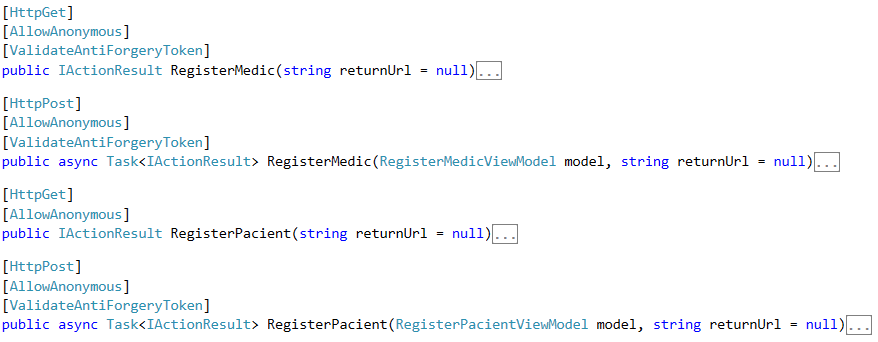 [HttpGet]
[AllowAnonymous]
[ValidateAntiForgeryToken]
public IActionResult RegisterMedic(string returnUrl = null)...
[HttpPost]
[AllowAnonymous]
[ValidateAntiForgeryToken]
public async Task<IActionResult> RegisterMedic(RegisterMedicViewModel model, string returnUrl = null)...
[HttpGet]
[AllowAnonymous]
public IActionResult RegisterPacient(string returnUrl = null)...
[HttpPost]
[AllowAnonymous]
[ValidateAntiForgeryToken]
public async Task<IActionResult> RegisterPacient(RegisterPacientViewModel model, string returnUrl = null)...